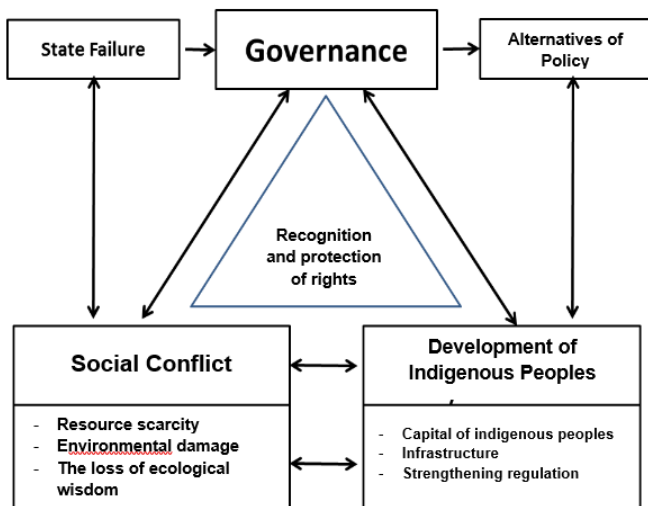 State Failure
Governance
Alternatives of
Policy
Recognition
and protection
of rights
Social Conflict
Development of
Indigenous Peoples
- Resource scarcity
- Environmental damage
- The loss of ecological
wisdom
- Capital of indigenous peoples
- Infrastructure
- Strengthening regulation